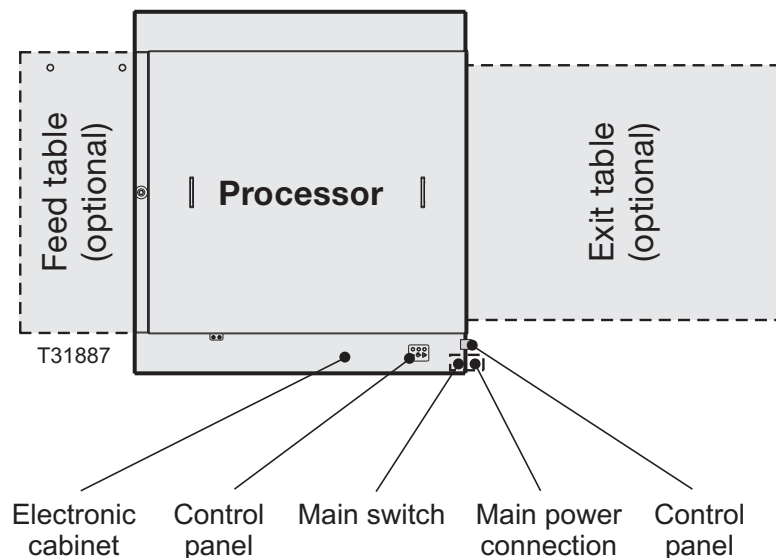 Feed table
(optional)
Processor
Exit table
(optional)
T31887
Electronic
cabinet
Control
panel
Main switch
Main power
connection
Control
panel